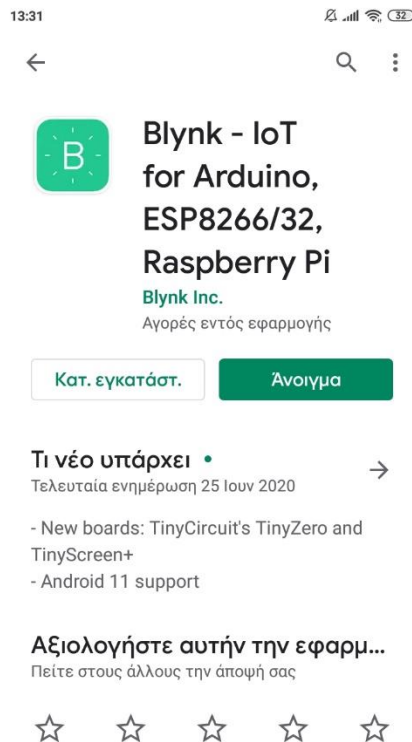 13:31
32
B
Blynk - IoT
for Arduino,
ESP8266/32,
Raspberry Pi
Blynk Inc.
Αγορές εντός εφαρμογής
Κατ. εγκατάστ.
Άνοιγμα
Τι νέο υπάρχει •
Τελευταία ενημέρωση 25 Ιουν 2020
- New boards: TinyCircuit's TinyZero and
TinyScreen+
- Android 11 support
Αξιολογήστε αυτήν την εφαρμ...
Πείτε στους άλλους την άποψή σας